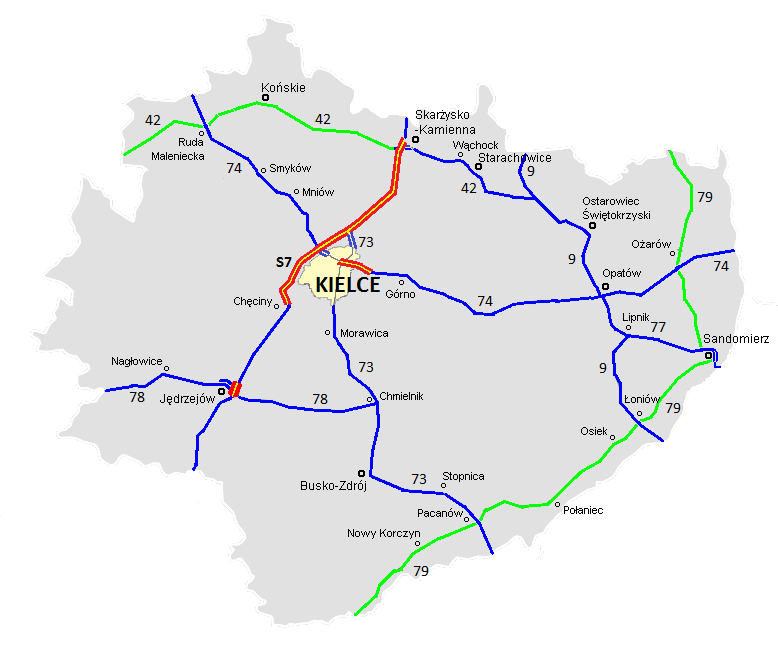 Końskie
42
42
Skarżysko
-Kamienna
Ruda
Maleniecka
Wąchock
Starachowice
74
Smyków
9
42
Mniów
79
Ostarowiec
Świętokrzyski
73
Ożarów
S7
9
74
KIELCE
Opatów
Górno
Chęciny
74
Lipnik
77
Morawica
Sandomierz
Nagłowice
73
9
78
Jędrzejów
78
Chmielnik
Łoniów
79
Osiek
Busko-Zdrój
73
Stopnica
Pacanów
Połaniec
Nowy Korczyn
79